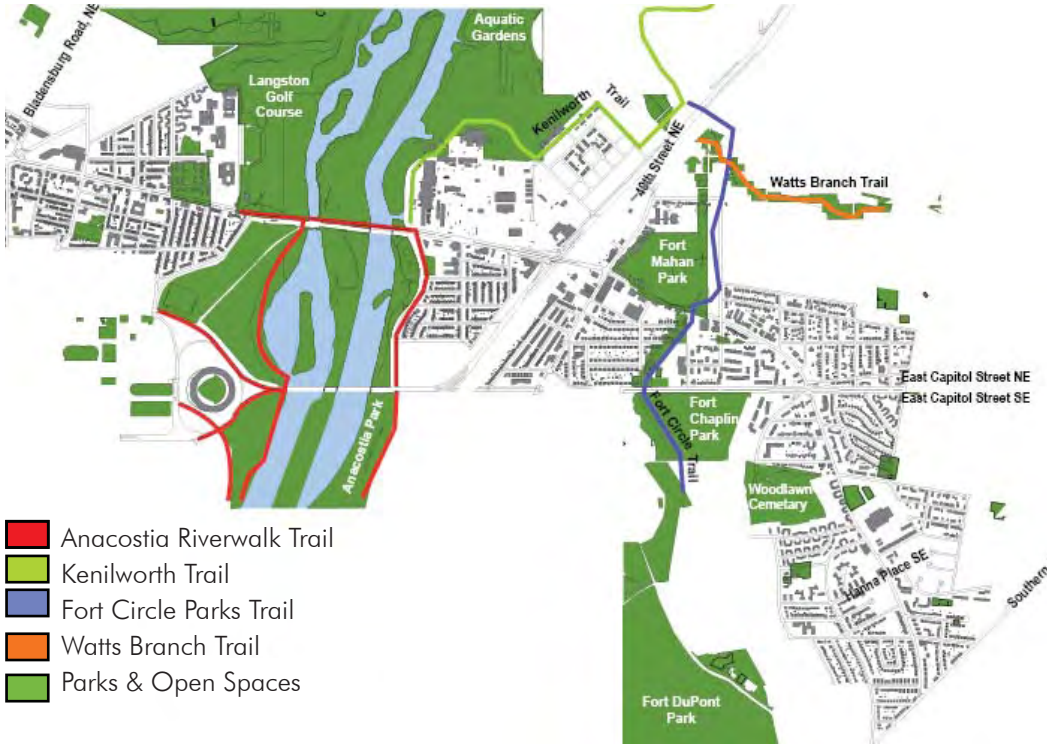 Bladensburg Road, NE
Aquatic
Gardens
Langston
Golf
Course
Kenilworth
Trail
40th Street NE
Watts Branch Trail
Fort
Mahan
Park
East Capitol Street NE
East Capitol Street SE
Fort
Chaplin
Park
Fort Circle Trail
Anacostia Park
Woodlawn
Cemetary
Hanna Place SE
Southern
Fort DuPont
Park
Anacostia Riverwalk Trail
Kenilworth Trail
Fort Circle Parks Trail
Watts Branch Trail
Parks & Open Spaces